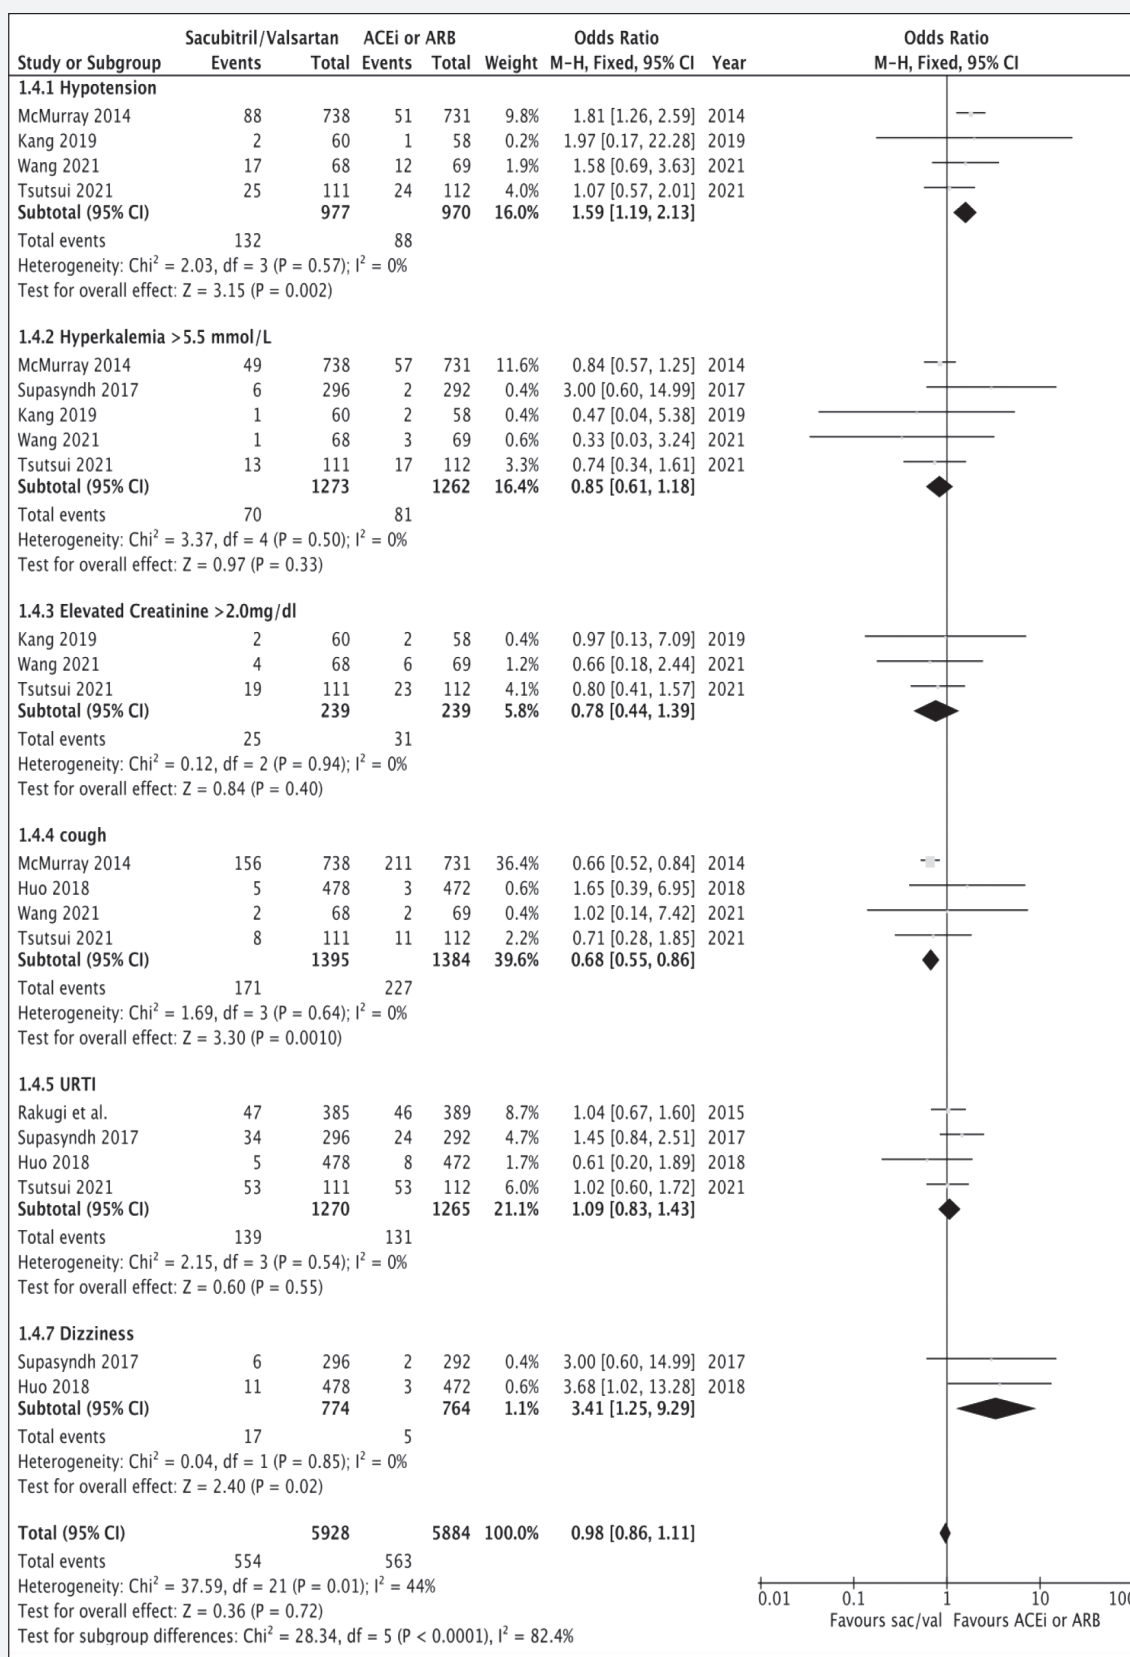 Sacubitril/Valsartan ACEi or ARB Odds Ratio Odds Ratio
Study or Subgroup Events Total Events Total Weight M-H, Fixed, 95% CI Year M-H, Fixed, 95% CI
1.4.1 Hypotension
McMurray 2014 88 738 51 731 9.8% 1.81 [1.26, 2.59] 2014
Kang 2019 2 60 1 58 0.2% 1.97 [0.17, 22.28] 2019
Wang 2021 17 68 12 69 1.9% 1.58 [0.69, 3.63] 2021
Tsutsui 2021 25 111 24 112 4.0% 1.07 [0.57, 2.01] 2021
Subtotal (95% CI) 977 970 16.0% 1.59 [1.19, 2.13]
Total events 132 88
Heterogeneity: Chi² = 2.03, df = 3 (P = 0.57); I² = 0%
Test for overall effect: Z = 3.15 (P = 0.002)
1.4.2 Hyperkalemia >5.5 mmol/L
McMurray 2014 49 738 57 731 11.6% 0.84 [0.57, 1.25] 2014
Supasyndh 2017 6 296 2 292 0.4% 3.00 [0.60, 14.99] 2017
Kang 2019 1 60 2 58 0.4% 0.47 [0.04, 5.38] 2019
Wang 2021 1 68 3 69 0.6% 0.33 [0.03, 3.24] 2021
Tsutsui 2021 13 111 17 112 3.3% 0.74 [0.34, 1.61] 2021
Subtotal (95% CI) 1273 1262 16.4% 0.85 [0.61, 1.18]
Total events 70 81
Heterogeneity: Chi² = 3.37, df = 4 (P = 0.50); I² = 0%
Test for overall effect: Z = 0.97 (P = 0.33)
1.4.3 Elevated Creatinine >2.0mg/dl
Kang 2019 2 60 2 58 0.4% 0.97 [0.13, 7.09] 2019
Wang 2021 4 68 6 69 1.2% 0.66 [0.18, 2.44] 2021
Tsutsui 2021 19 111 23 112 4.1% 0.80 [0.41, 1.57] 2021
Subtotal (95% CI) 239 239 5.8% 0.78 [0.44, 1.39]
Total events 25 31
Heterogeneity: Chi² = 0.12, df = 2 (P = 0.94); I² = 0%
Test for overall effect: Z = 0.84 (P = 0.40)
1.4.4 cough
McMurray 2014 156 738 211 731 36.4% 0.66 [0.52, 0.84] 2014
Huo 2018 5 478 3 472 0.6% 1.65 [0.39, 6.95] 2018
Wang 2021 2 68 2 69 0.4% 1.02 [0.14, 7.42] 2021
Tsutsui 2021 8 111 11 112 2.2% 0.71 [0.28, 1.85] 2021
Subtotal (95% CI) 1395 1384 39.6% 0.68 [0.55, 0.86]
Total events 171 227
Heterogeneity: Chi² = 1.69, df = 3 (P = 0.64); I² = 0%
Test for overall effect: Z = 3.30 (P = 0.0010)
1.4.5 URTI
Rakugi et al. 47 385 46 389 8.7% 1.04 [0.67, 1.60] 2015
Supasyndh 2017 34 296 24 292 4.7% 1.45 [0.84, 2.51] 2017
Huo 2018 5 478 8 472 1.7% 0.61 [0.20, 1.89] 2018
Tsutsui 2021 53 111 53 112 6.0% 1.02 [0.60, 1.72] 2021
Subtotal (95% CI) 1270 1265 21.1% 1.09 [0.83, 1.43]
Total events 139 131
Heterogeneity: Chi² = 2.15, df = 3 (P = 0.54); I² = 0%
Test for overall effect: Z = 0.60 (P = 0.55)
1.4.7 Dizziness
Supasyndh 2017 6 296 2 292 0.4% 3.00 [0.60, 14.99] 2017
Huo 2018 11 478 3 472 0.6% 3.68 [1.02, 13.28] 2018
Subtotal (95% CI) 774 764 1.1% 3.41 [1.25, 9.29]
Total events 17 5
Heterogeneity: Chi² = 0.04, df = 1 (P = 0.85); I² = 0%
Test for overall effect: Z = 2.40 (P = 0.02)
Total (95% CI) 5928 5884 100.0% 0.98 [0.86, 1.11]
Total events 554 563
Heterogeneity: Chi² = 37.59, df = 21 (P = 0.01); I² = 44%
Test for overall effect: Z = 0.36 (P = 0.72)
Test for subgroup differences: Chi² = 28.34, df = 5 (P < 0.0001), I² = 82.4%
0.01 0.1 1 10 100
Favours sac/val Favours ACEi or ARB